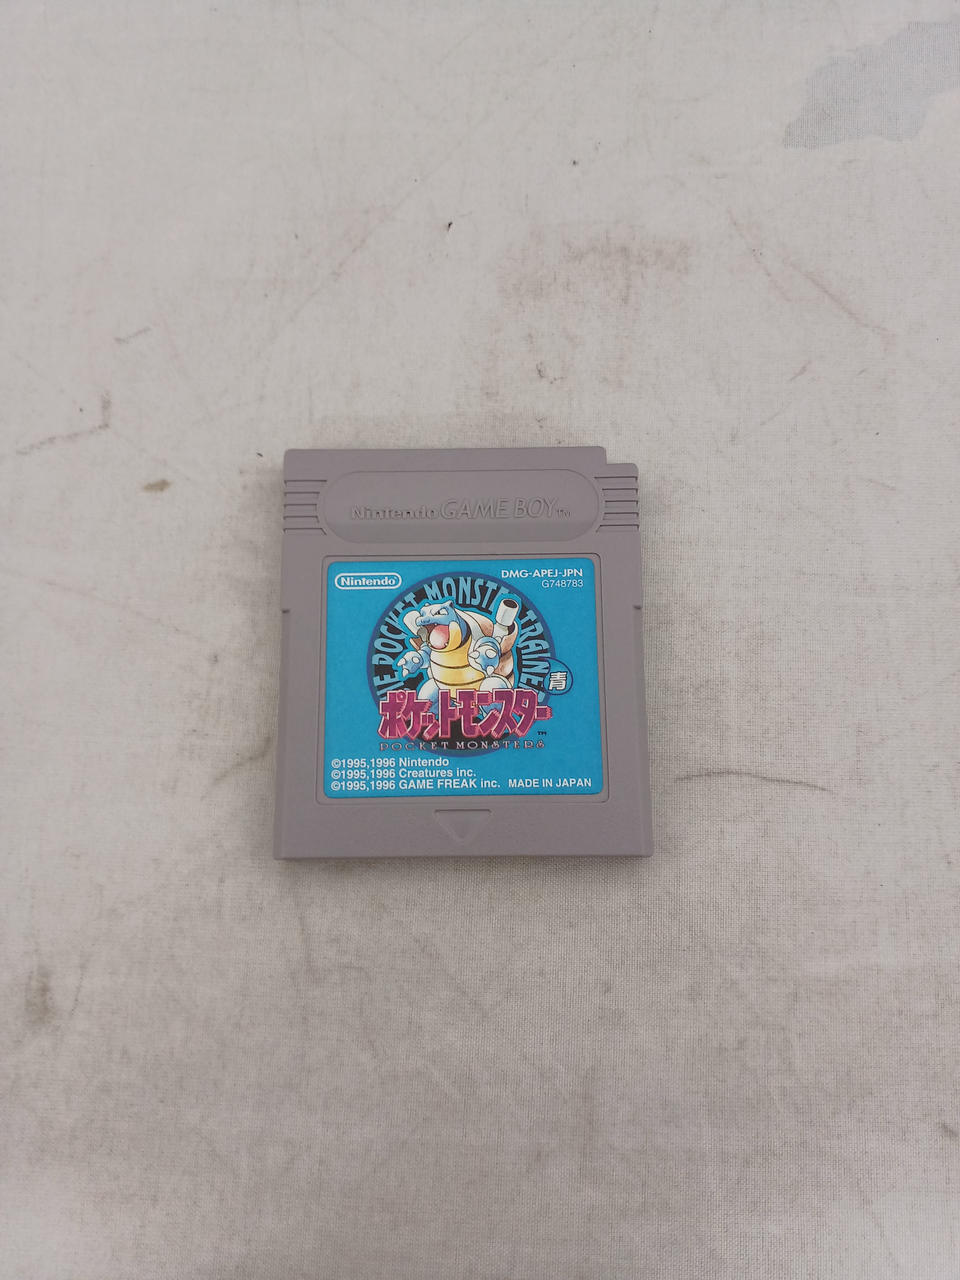 Nintendo GAME BOY TM
Nintendo
DMG-APEJ-JPN
G748783
THE POCKET MONSTER TRAINER
青
ポケットモンスター
TM
POCKET MONSTERS
©1995,1996 Nintendo
©1995,1996 Creatures inc.
©1995,1996 GAME FREAK inc. MADE IN JAPAN